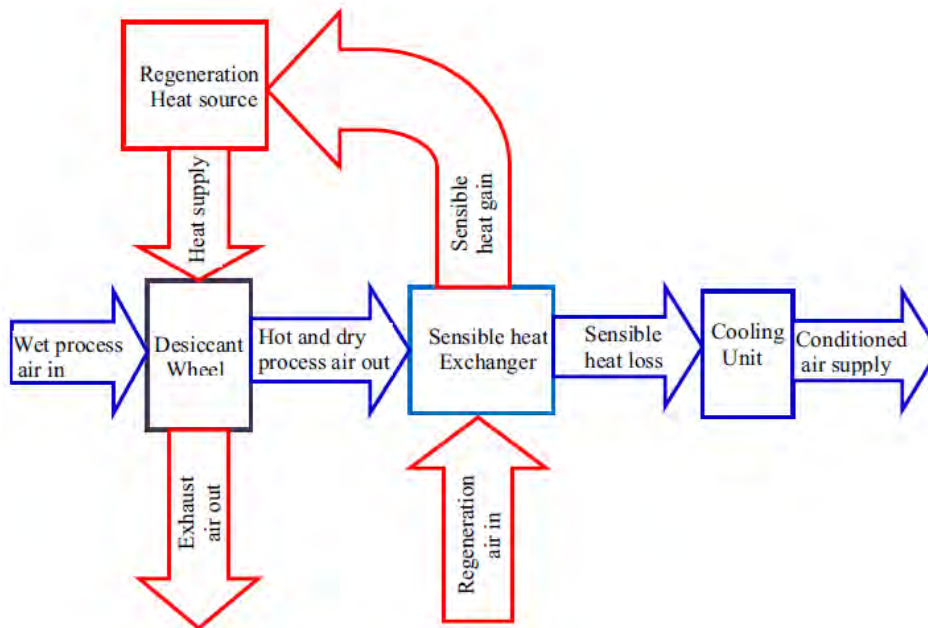 Regeneration
Heat source
Heat supply
Sensible
heat gain
Wet process
air in
Desiccant
Wheel
Hot and dry
process air out
Sensible heat
Exchanger
Sensible
heat loss
Cooling
Unit
Conditioned
air supply
Exhaust
air out
Regeneration
air in